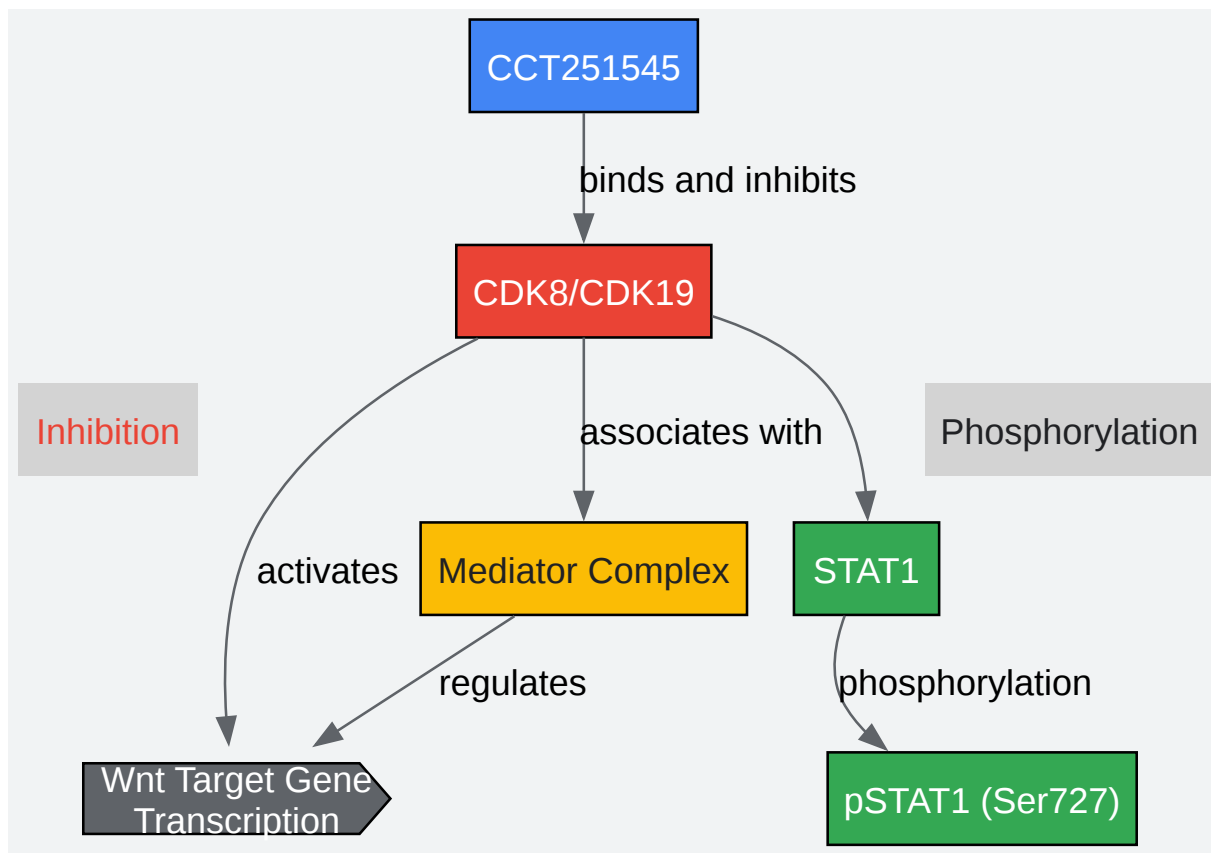 CCT251545
binds and inhibits
CDK8/CDK19
Inhibition
associates with
Phosphorylation
activates
Mediator Complex
STAT1
regulates
phosphorylation
Wnt Target Gene
Transcription
pSTAT1 (Ser727)